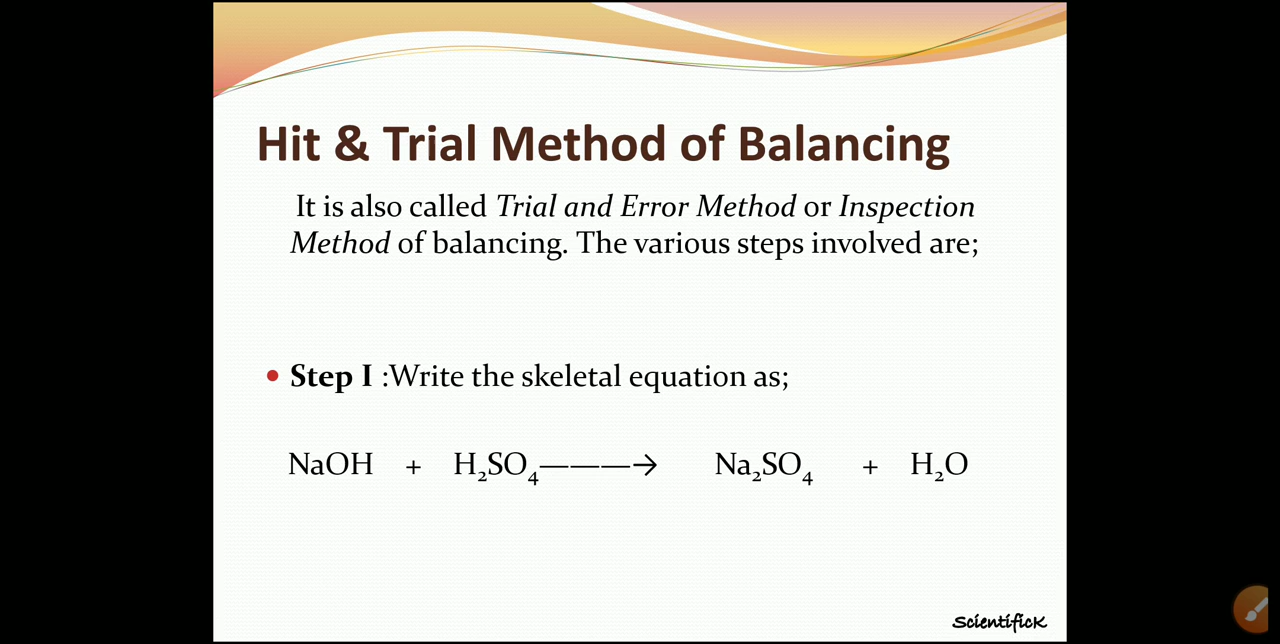 Hit & Trial Method of Balancing
It is also called Trial and Error Method or Inspection
Method of balancing. The various steps involved are;
• Step I :Write the skeletal equation as;
NaOH + H₂SO₄———→ Na₂SO₄ + H₂O
ScientificK